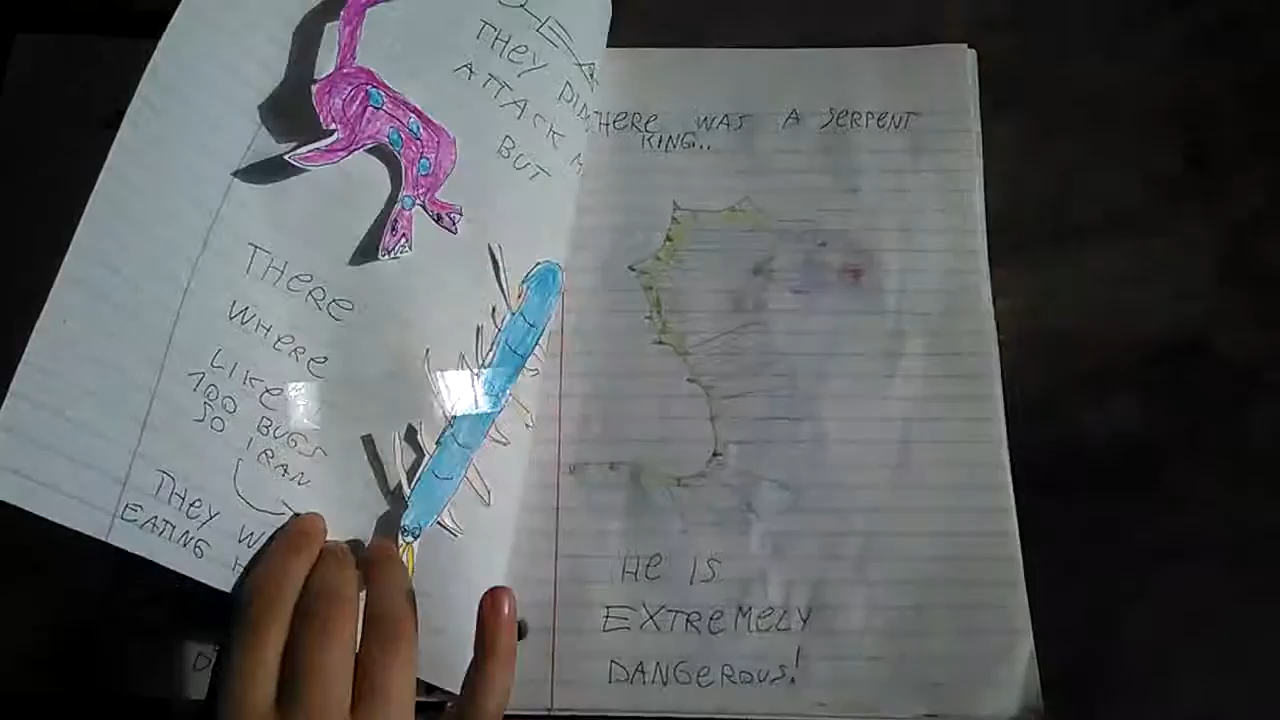 THEY DID
ATTACK
BUT
THERE
WHERE
LIKE
100 BUGS
SO I RAN
THEY W
EATING H
HERE WAS A SERPENT
KING..
HE IS
EXTREMELY
DANGEROUS!